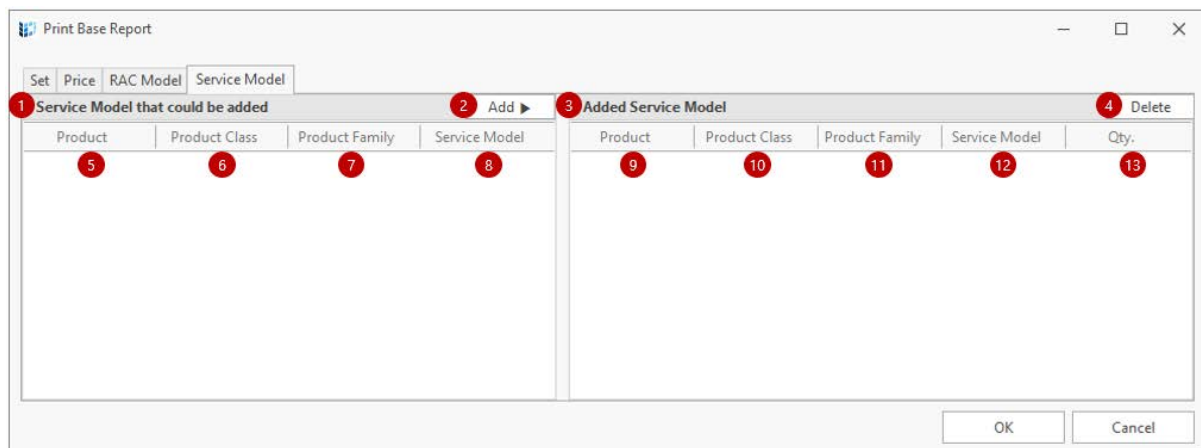 Print Base Report
Set Price RAC Model Service Model
1 Service Model that could be added 2 Add ▶ 3 Added Service Model 4 Delete
Product Product Class Product Family Service Model Product Product Class Product Family Service Model Qty.
5 6 7 8 9 10 11 12 13
OK Cancel